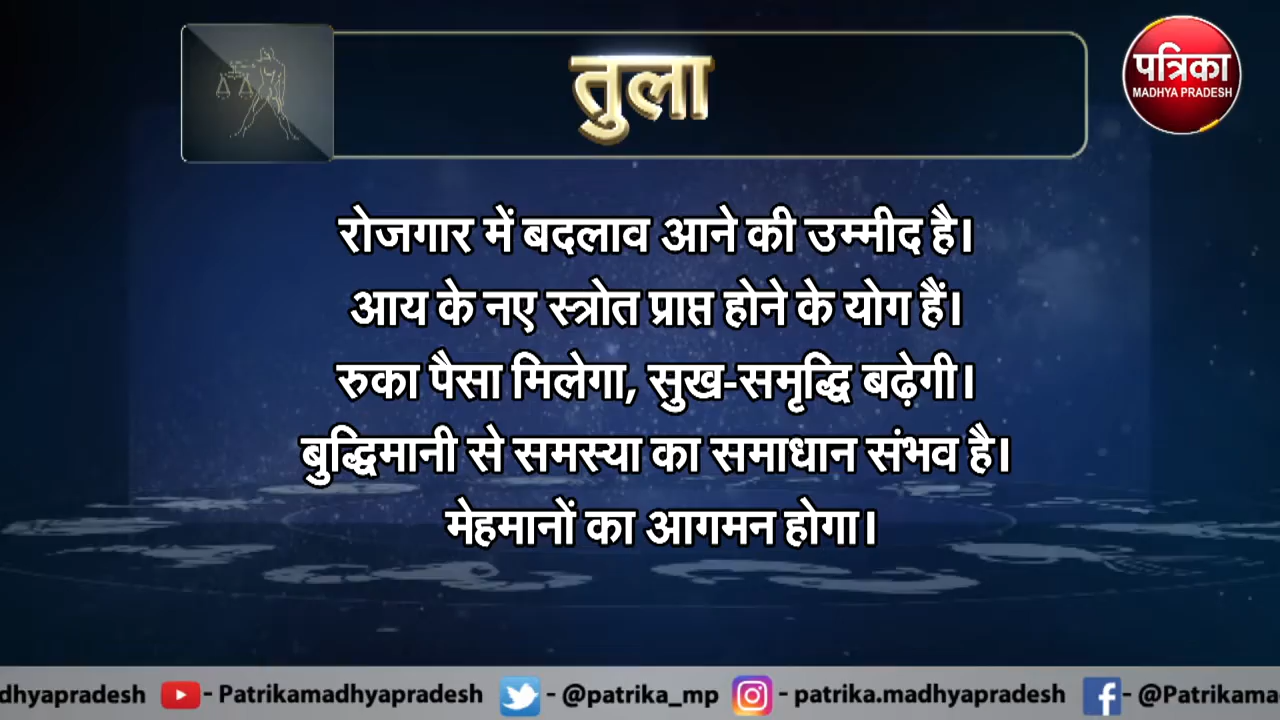 तुला
पत्रिका
MADHYA PRADESH
रोजगार में बदलाव आने की उम्मीद है।
आय के नए स्त्रोत प्राप्त होने के योग हैं।
रुका पैसा मिलेगा, सुख-समृद्धि बढ़ेगी।
बुद्धिमानी से समस्या का समाधान संभव है।
मेहमानों का आगमन होगा।
dhyapradesh - Patrikamadhyapradesh - @patrika_mp - patrika.madhyapradesh - @Patrikama